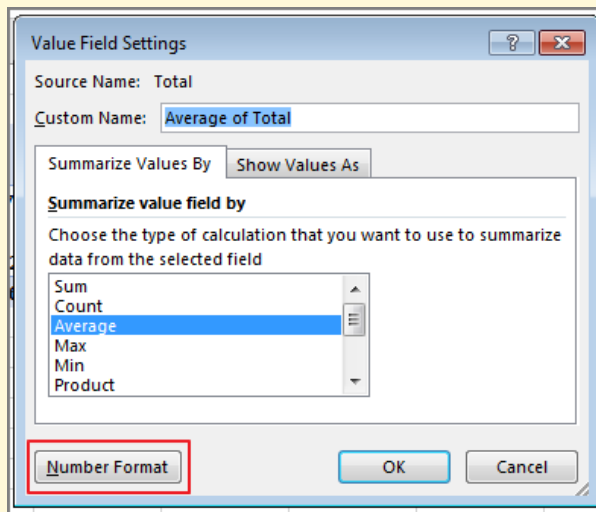 Value Field Settings
Source Name: Total
Custom Name: Average of Total
Summarize Values By Show Values As
Summarize value field by
Choose the type of calculation that you want to use to summarize
data from the selected field
Sum
Count
Average
Max
Min
Product
Number Format OK Cancel